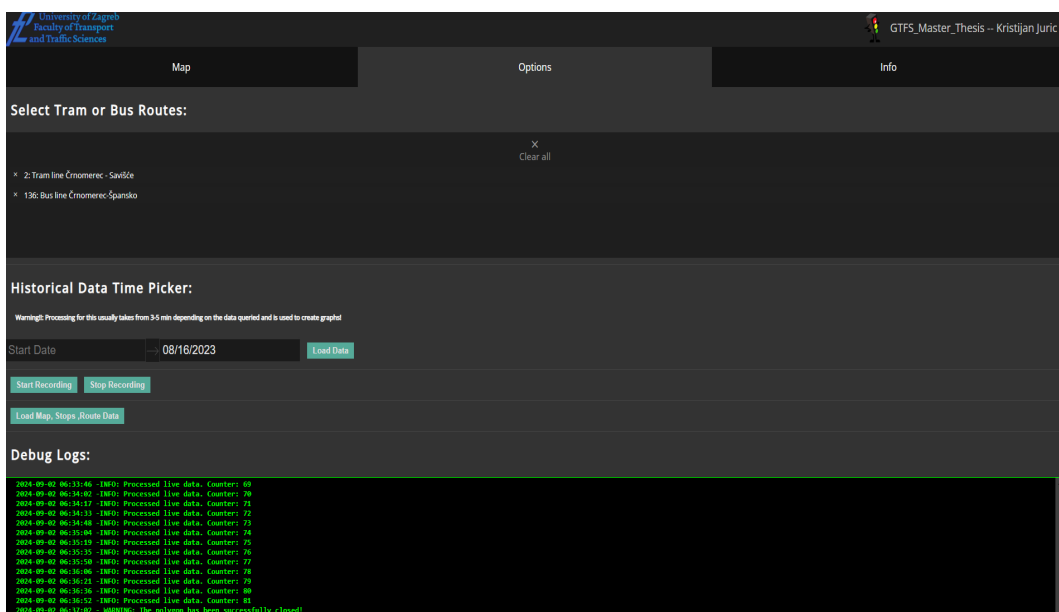 University of Zagreb
Faculty of Transport
and Traffic Sciences
GTFS_Master_Thesis -- Kristijan Juric
Map
Options
Info
Select Tram or Bus Routes:
×
Clear all
× 2: Tram line Črnomerec - Savišće
× 136: Bus line Črnomerec-Špansko
Historical Data Time Picker:
Warning!: Processing for this usually takes from 3-5 min depending on the data queried and is used to create graphs!
Start Date → 08/16/2023 Load Data
Start Recording Stop Recording
Load Map, Stops ,Route Data
Debug Logs:
2024-09-02 06:33:46 -INFO: Processed live data. Counter: 69
2024-09-02 06:34:02 -INFO: Processed live data. Counter: 70
2024-09-02 06:34:17 -INFO: Processed live data. Counter: 71
2024-09-02 06:34:33 -INFO: Processed live data. Counter: 72
2024-09-02 06:34:48 -INFO: Processed live data. Counter: 73
2024-09-02 06:35:04 -INFO: Processed live data. Counter: 74
2024-09-02 06:35:19 -INFO: Processed live data. Counter: 75
2024-09-02 06:35:35 -INFO: Processed live data. Counter: 76
2024-09-02 06:35:50 -INFO: Processed live data. Counter: 77
2024-09-02 06:36:06 -INFO: Processed live data. Counter: 78
2024-09-02 06:36:21 -INFO: Processed live data. Counter: 79
2024-09-02 06:36:36 -INFO: Processed live data. Counter: 80
2024-09-02 06:36:52 -INFO: Processed live data. Counter: 81
2024-09-02 06:37:02 - WARNING: The polygon has been successfully closed!